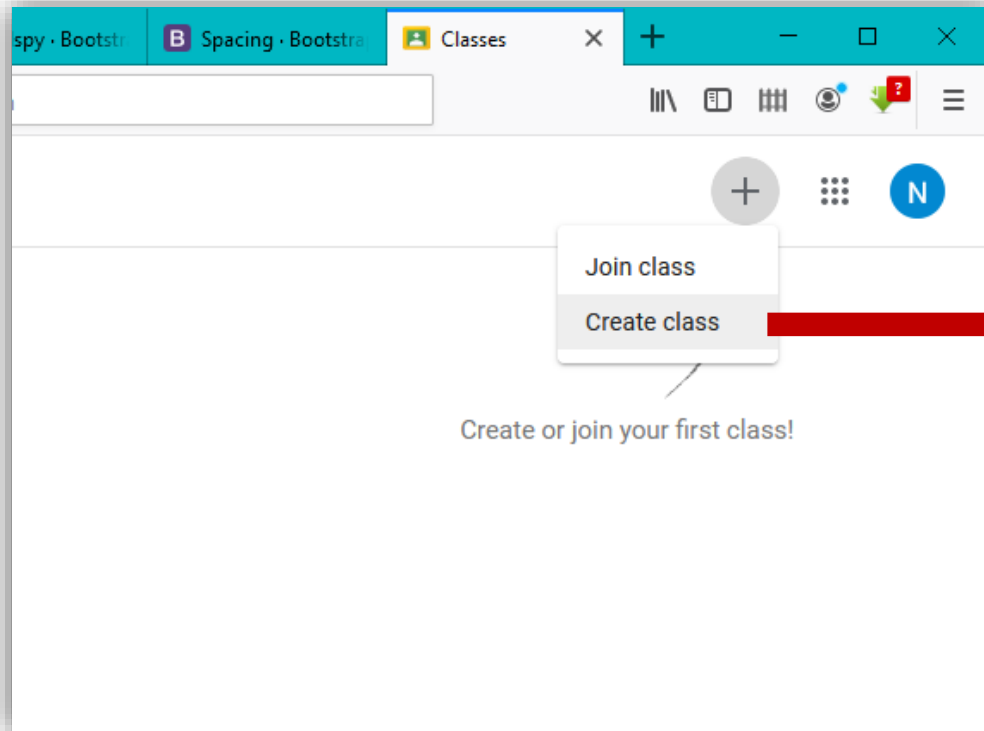 spy · Bootstr
B Spacing · Bootstra
Classes
?
N
Join class
Create class
Create or join your first class!